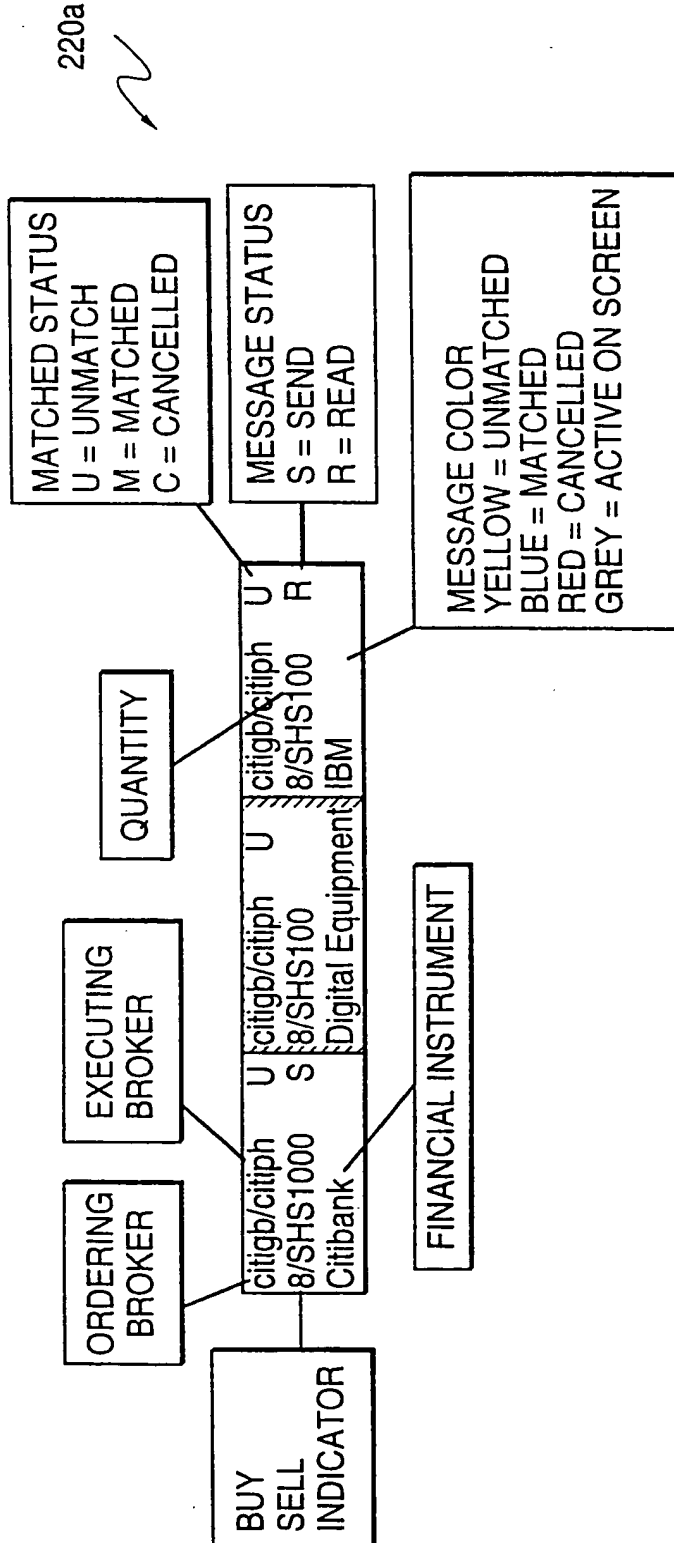 220a
ORDERING
BROKER
EXECUTING
BROKER
QUANTITY
MATCHED STATUS
U = UNMATCH
M = MATCHED
C = CANCELLED
BUY
SELL
INDICATOR
citigb/citiph U
8/SHS1000 S
Citibank
citigb/citiph U
8/SHS100
Digital Equipment
citigb/citiph U
8/SHS100 R
IBM
MESSAGE STATUS
S = SEND
R = READ
FINANCIAL INSTRUMENT
MESSAGE COLOR
YELLOW = UNMATCHED
BLUE = MATCHED
RED = CANCELLED
GREY = ACTIVE ON SCREEN